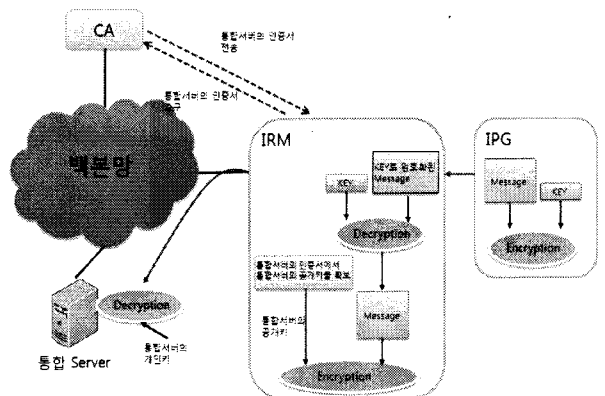 CA
통합서버의 인증서
전송
통합서버의 인증서
요구
백본망
IRM
KEY로 암호화된
Message
KEY
Decryption
통합서버의 인증서에서
통합서버의 공개키를 확보
Message
통합서버의
공개키
Encryption
IPG
Message
KEY
Encryption
Decryption
통합서버의
개인키
통합 Server